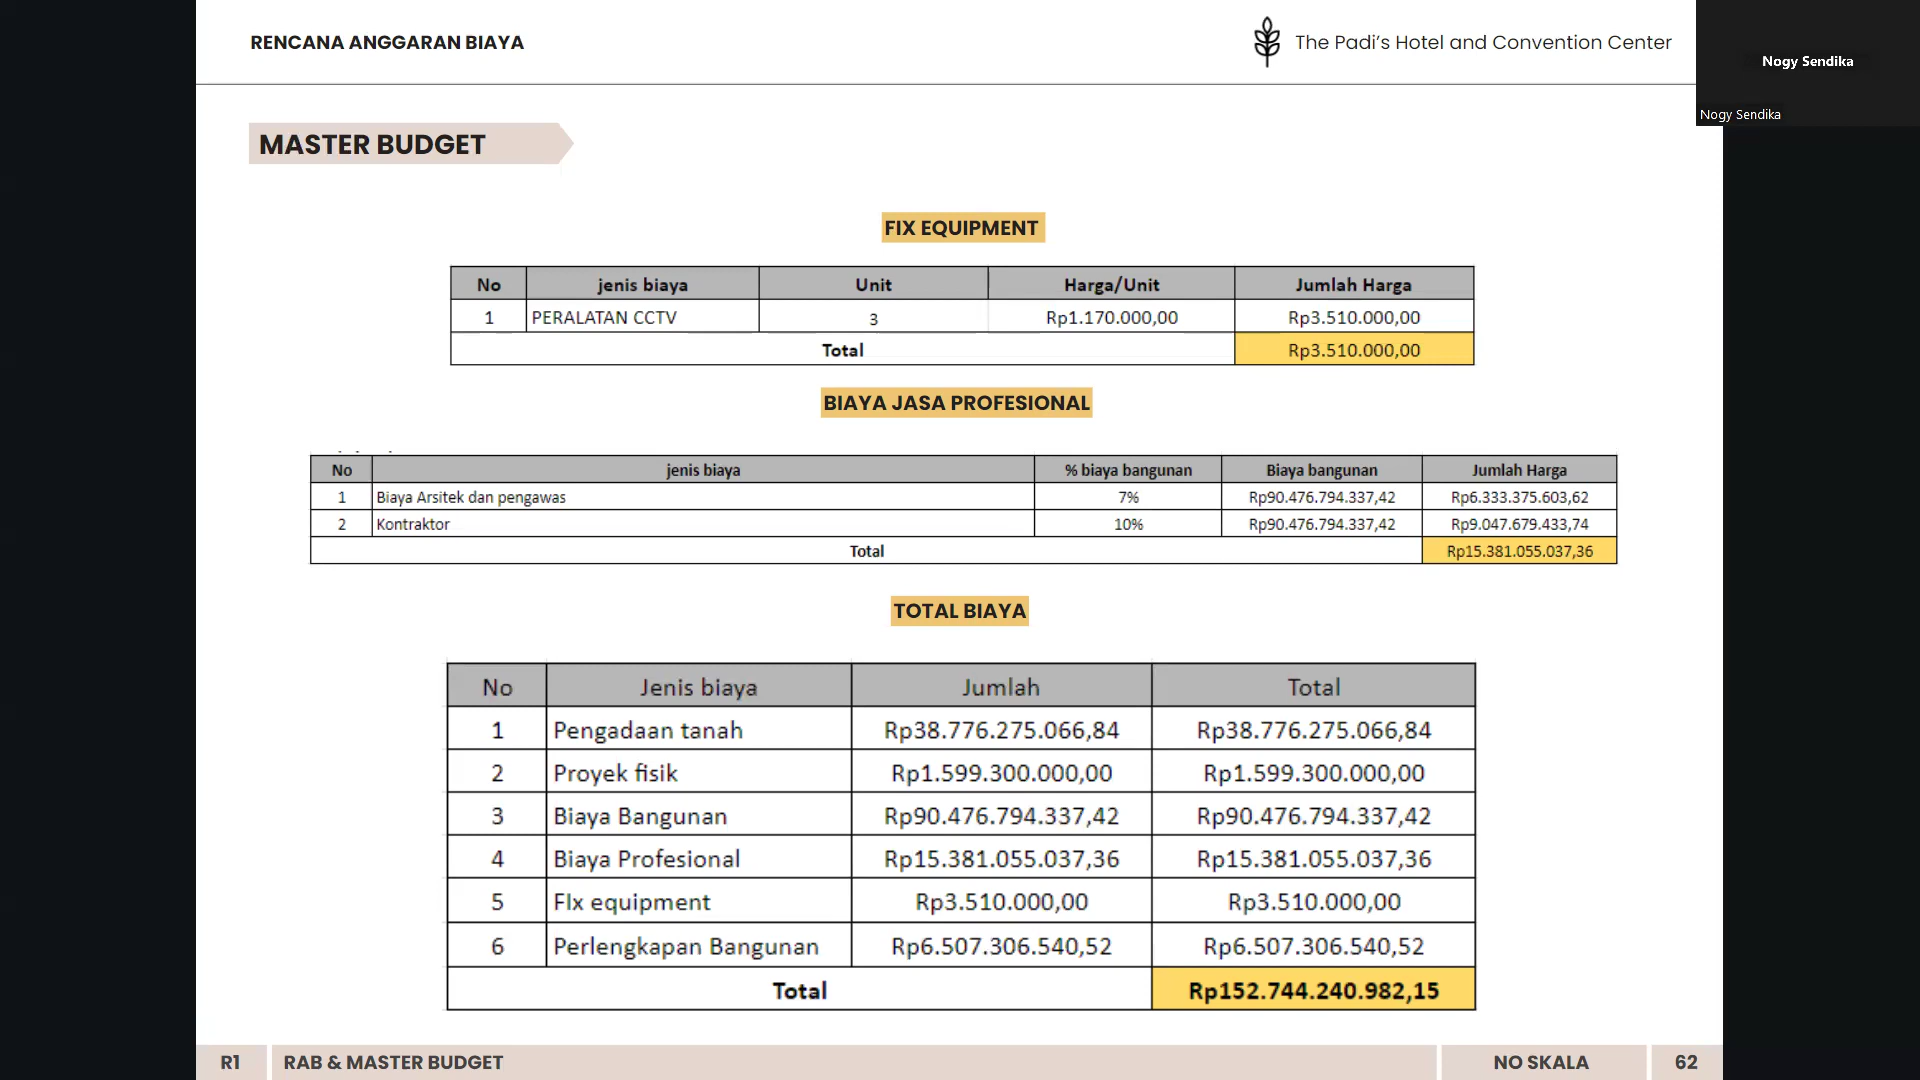 RENCANA ANGGARAN BIAYA
The Padi's Hotel and Convention Center
Nogy Sendika
Nogy Sendika
MASTER BUDGET
FIX EQUIPMENT
No jenis biaya Unit Harga/Unit Jumlah Harga
1 PERALATAN CCTV 3 Rp1.170.000,00 Rp3.510.000,00
Total Rp3.510.000,00
BIAYA JASA PROFESIONAL
No jenis biaya % biaya bangunan Biaya bangunan Jumlah Harga
1 Biaya Arsitek dan pengawas 7% Rp90.476.794.337,42 Rp6.333.375.603,62
2 Kontraktor 10% Rp90.476.794.337,42 Rp9.047.679.433,74
Total Rp15.381.055.037,36
TOTAL BIAYA
No Jenis biaya Jumlah Total
1 Pengadaan tanah Rp38.776.275.066,84 Rp38.776.275.066,84
2 Proyek fisik Rp1.599.300.000,00 Rp1.599.300.000,00
3 Biaya Bangunan Rp90.476.794.337,42 Rp90.476.794.337,42
4 Biaya Profesional Rp15.381.055.037,36 Rp15.381.055.037,36
5 FIx equipment Rp3.510.000,00 Rp3.510.000,00
6 Perlengkapan Bangunan Rp6.507.306.540,52 Rp6.507.306.540,52
Total Rp152.744.240.982,15
R1 RAB & MASTER BUDGET NO SKALA 62